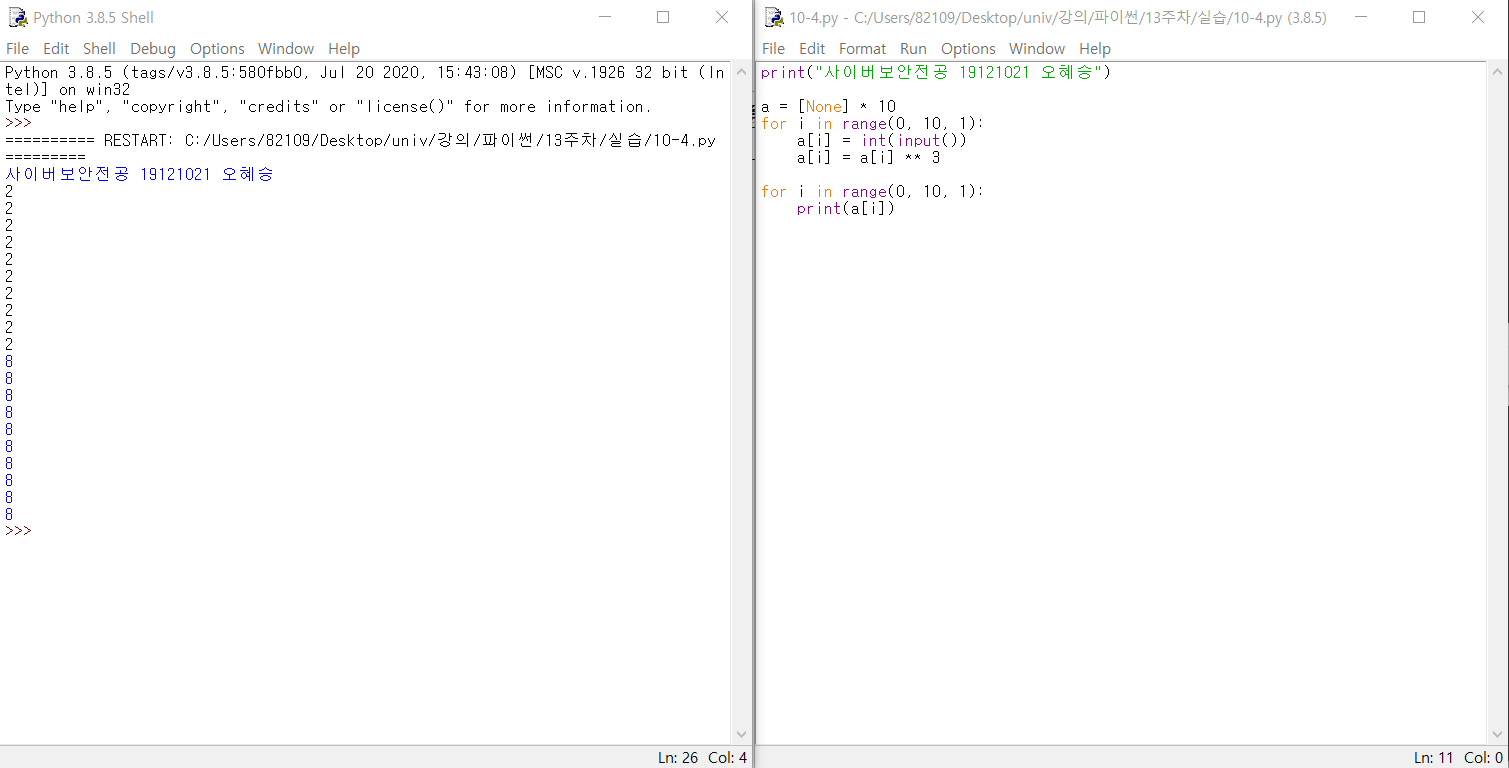 Python 3.8.5 Shell
File Edit Shell Debug Options Window Help
Python 3.8.5 (tags/v3.8.5:580fbb0, Jul 20 2020, 15:43:08) [MSC v.1926 32 bit (In
tel)] on win32
Type "help", "copyright", "credits" or "license()" for more information.
>>>
========== RESTART: C:/Users/82109/Desktop/univ/강의/파이썬/13주차/실습/10-4.py
=========
사이버보안전공 19121021 오혜승
2
2
2
2
2
2
2
2
2
2
8
8
8
8
8
8
8
8
8
8
>>>
Ln: 26 Col: 4
10-4.py - C:/Users/82109/Desktop/univ/강의/파이썬/13주차/실습/10-4.py (3.8.5)
File Edit Format Run Options Window Help
print("사이버보안전공 19121021 오혜승")
a = [None] * 10
for i in range(0, 10, 1):
    a[i] = int(input())
    a[i] = a[i] ** 3
for i in range(0, 10, 1):
    print(a[i])
Ln: 11 Col: 0